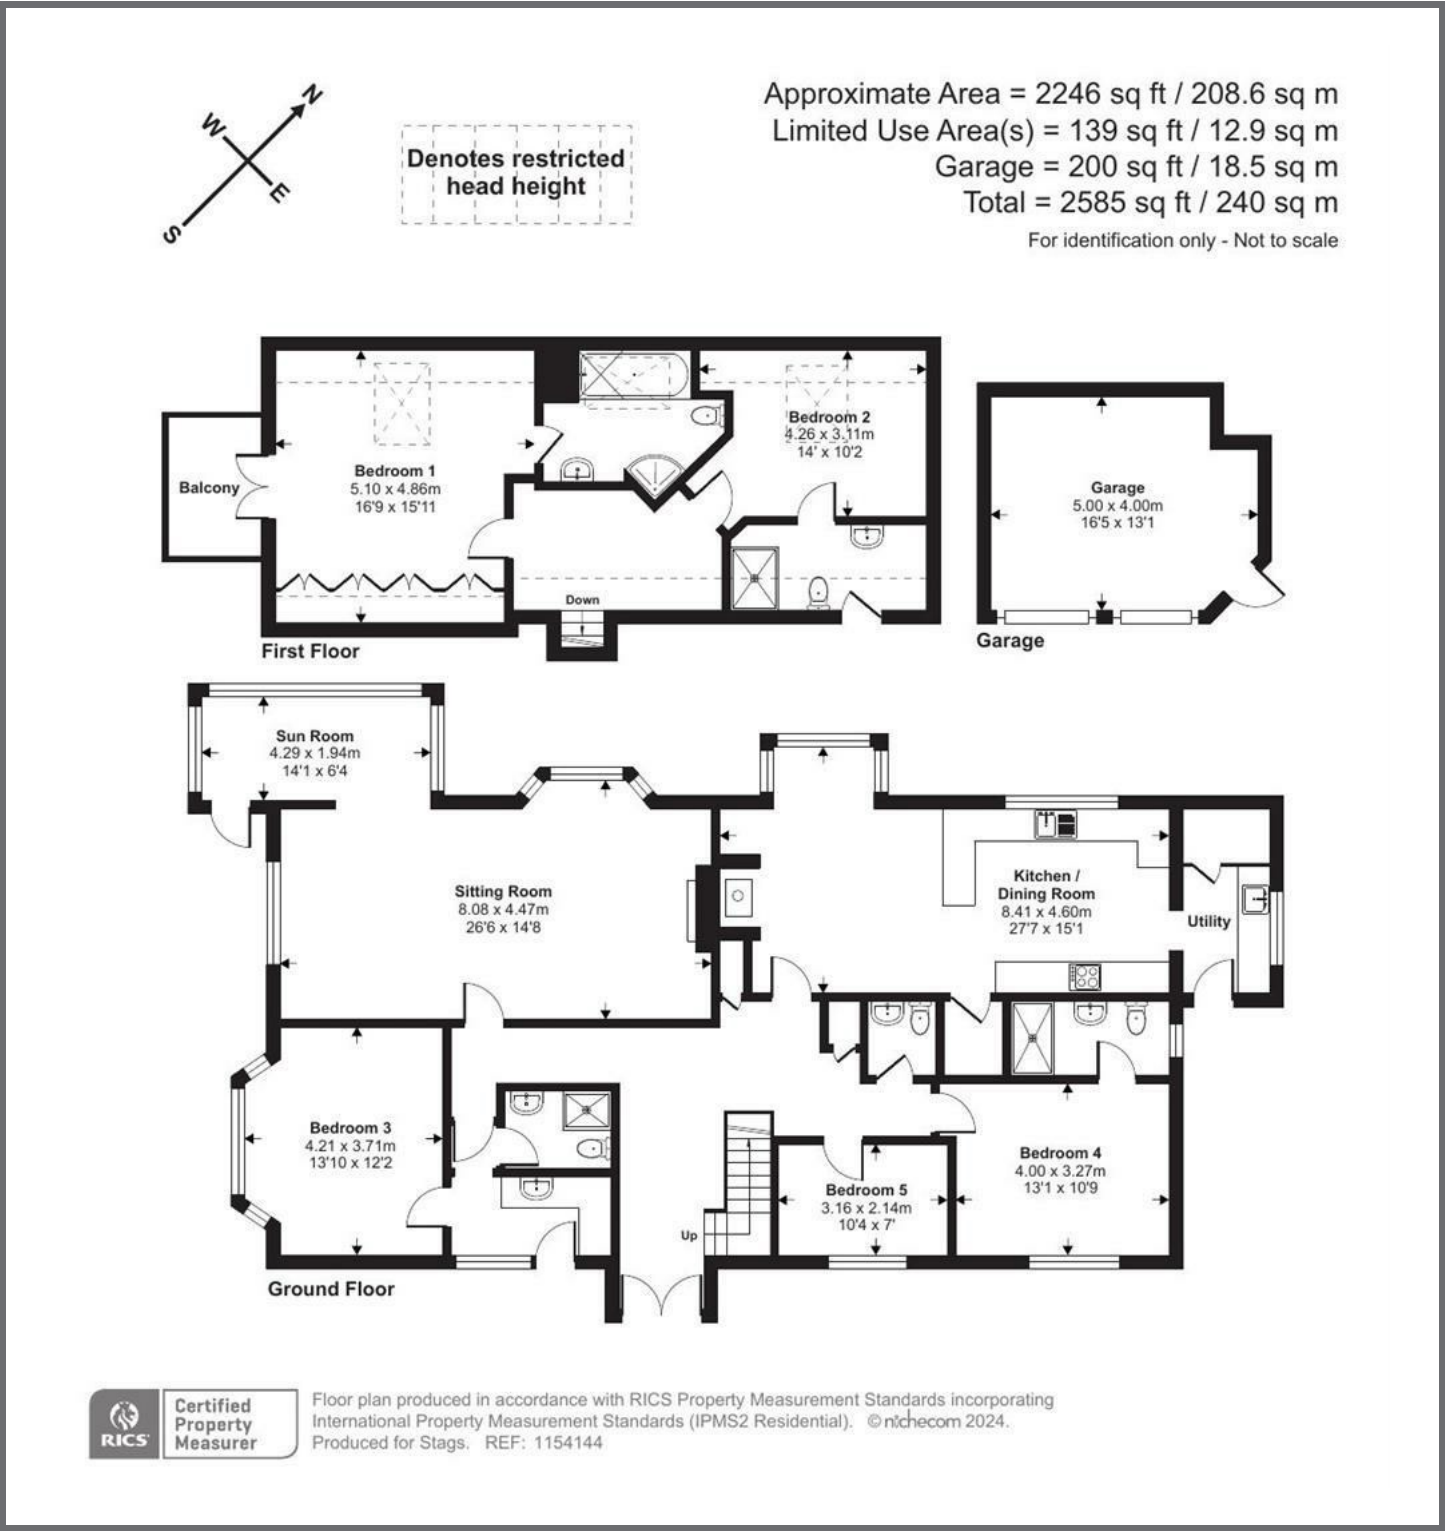 N
W
E
S
Denotes restricted
head height
Approximate Area = 2246 sq ft / 208.6 sq m
Limited Use Area(s) = 139 sq ft / 12.9 sq m
Garage = 200 sq ft / 18.5 sq m
Total = 2585 sq ft / 240 sq m
For identification only - Not to scale
Bedroom 1
5.10 x 4.86m
16'9 x 15'11
Balcony
Bedroom 2
4.26 x 3.11m
14' x 10'2
Down
First Floor
Garage
5.00 x 4.00m
16'5 x 13'1
Garage
Sun Room
4.29 x 1.94m
14'1 x 6'4
Sitting Room
8.08 x 4.47m
26'6 x 14'8
Kitchen /
Dining Room
8.41 x 4.60m
27'7 x 15'1
Utility
Bedroom 3
4.21 x 3.71m
13'10 x 12'2
Bedroom 4
4.00 x 3.27m
13'1 x 10'9
Bedroom 5
3.16 x 2.14m
10'4 x 7'
Up
Ground Floor
RICS
Certified
Property
Measurer
Floor plan produced in accordance with RICS Property Measurement Standards incorporating
International Property Measurement Standards (IPMS2 Residential). © nichecom 2024.
Produced for Stags. REF: 1154144